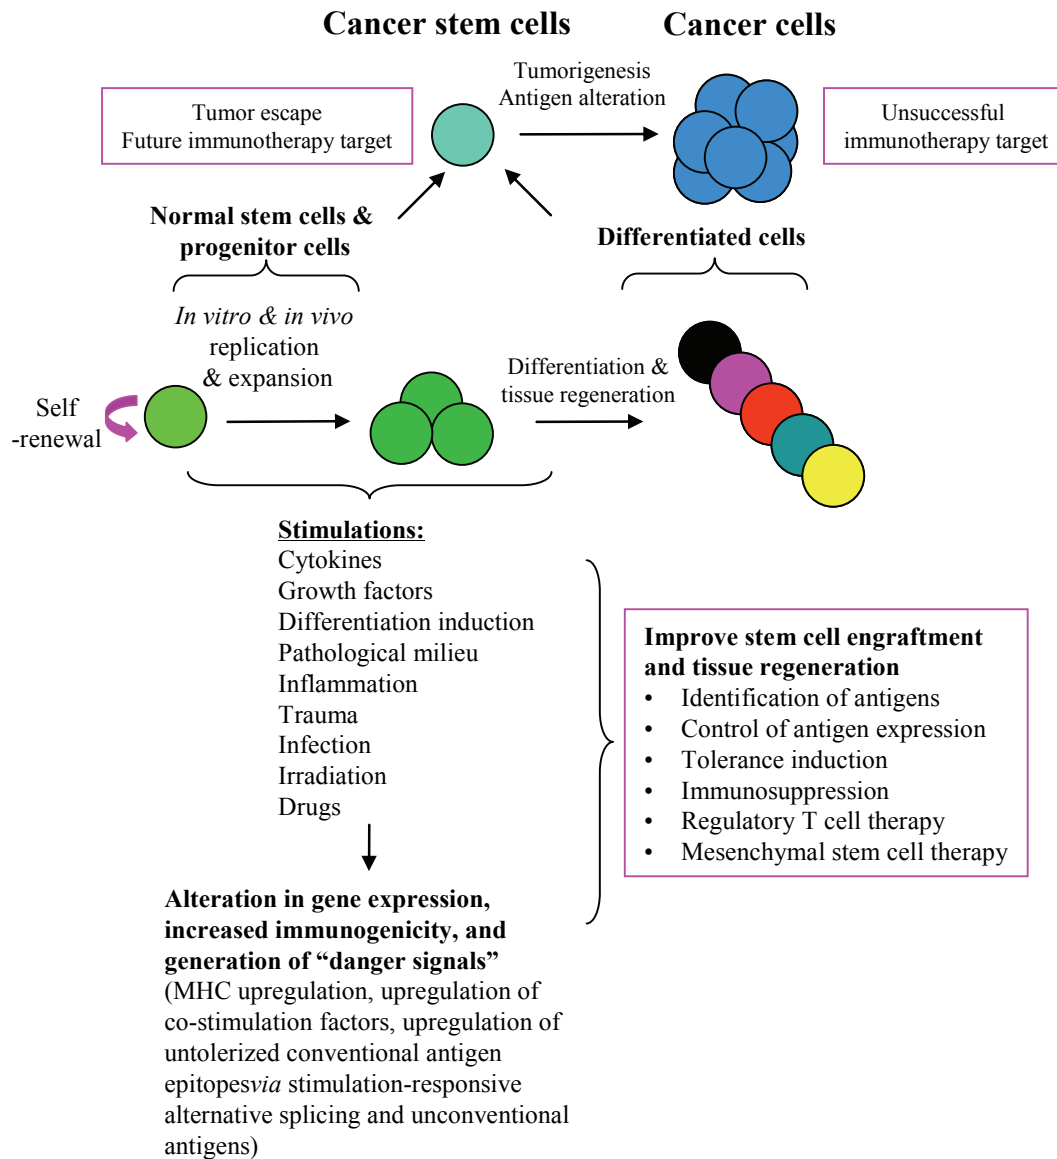 Cancer stem cells
Cancer cells
Tumor escape
Future immunotherapy target
Tumorigenesis
Antigen alteration
Unsuccessful
immunotherapy target
Normal stem cells &
progenitor cells
Differentiated cells
In vitro & in vivo
replication
& expansion
Self
-renewal
Differentiation &
tissue regeneration
Stimulations:
Cytokines
Growth factors
Differentiation induction
Pathological milieu
Inflammation
Trauma
Infection
Irradiation
Drugs
Improve stem cell engraftment
and tissue regeneration
• Identification of antigens
• Control of antigen expression
• Tolerance induction
• Immunosuppression
• Regulatory T cell therapy
• Mesenchymal stem cell therapy
Alteration in gene expression,
increased immunogenicity, and
generation of “danger signals”
(MHC upregulation, upregulation of
co-stimulation factors, upregulation of
untolerized conventional antigen
epitopesvia stimulation-responsive
alternative splicing and unconventional
antigens)